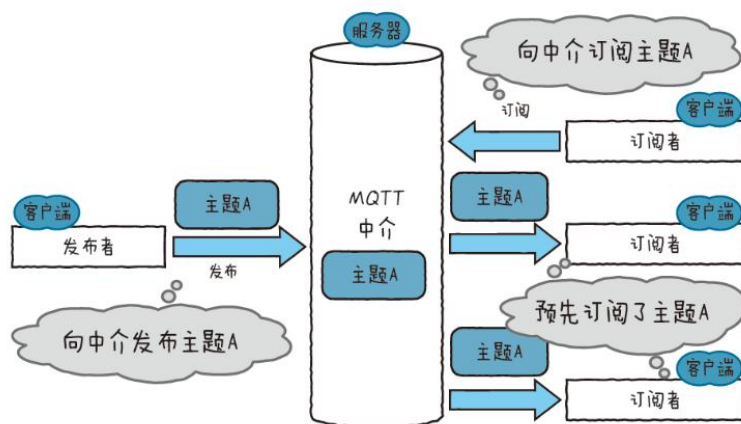 服务器
向中介订阅主题A
订阅
客户端
订阅者
客户端
主题A
发布者
发布
MQTT
中介
主题A
主题A
客户端
订阅者
向中介发布主题A
预先订阅了主题A
主题A
客户端
订阅者